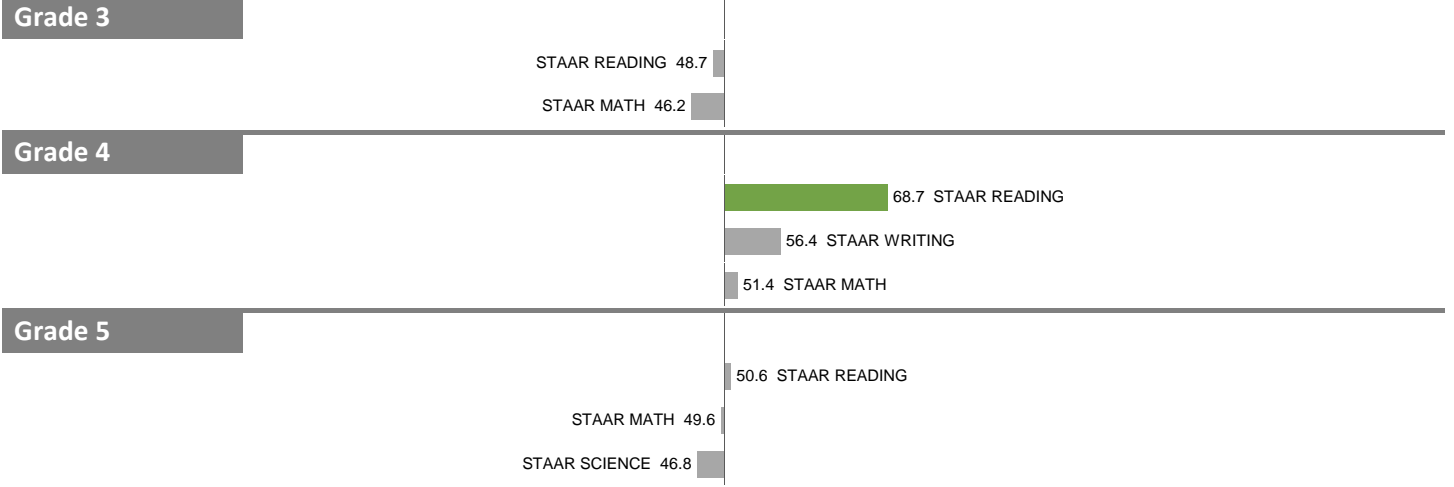 Grade 3
STAAR READING 48.7
STAAR MATH 46.2
Grade 4
68.7 STAAR READING
56.4 STAAR WRITING
51.4 STAAR MATH
Grade 5
50.6 STAAR READING
STAAR MATH 49.6
STAAR SCIENCE 46.8